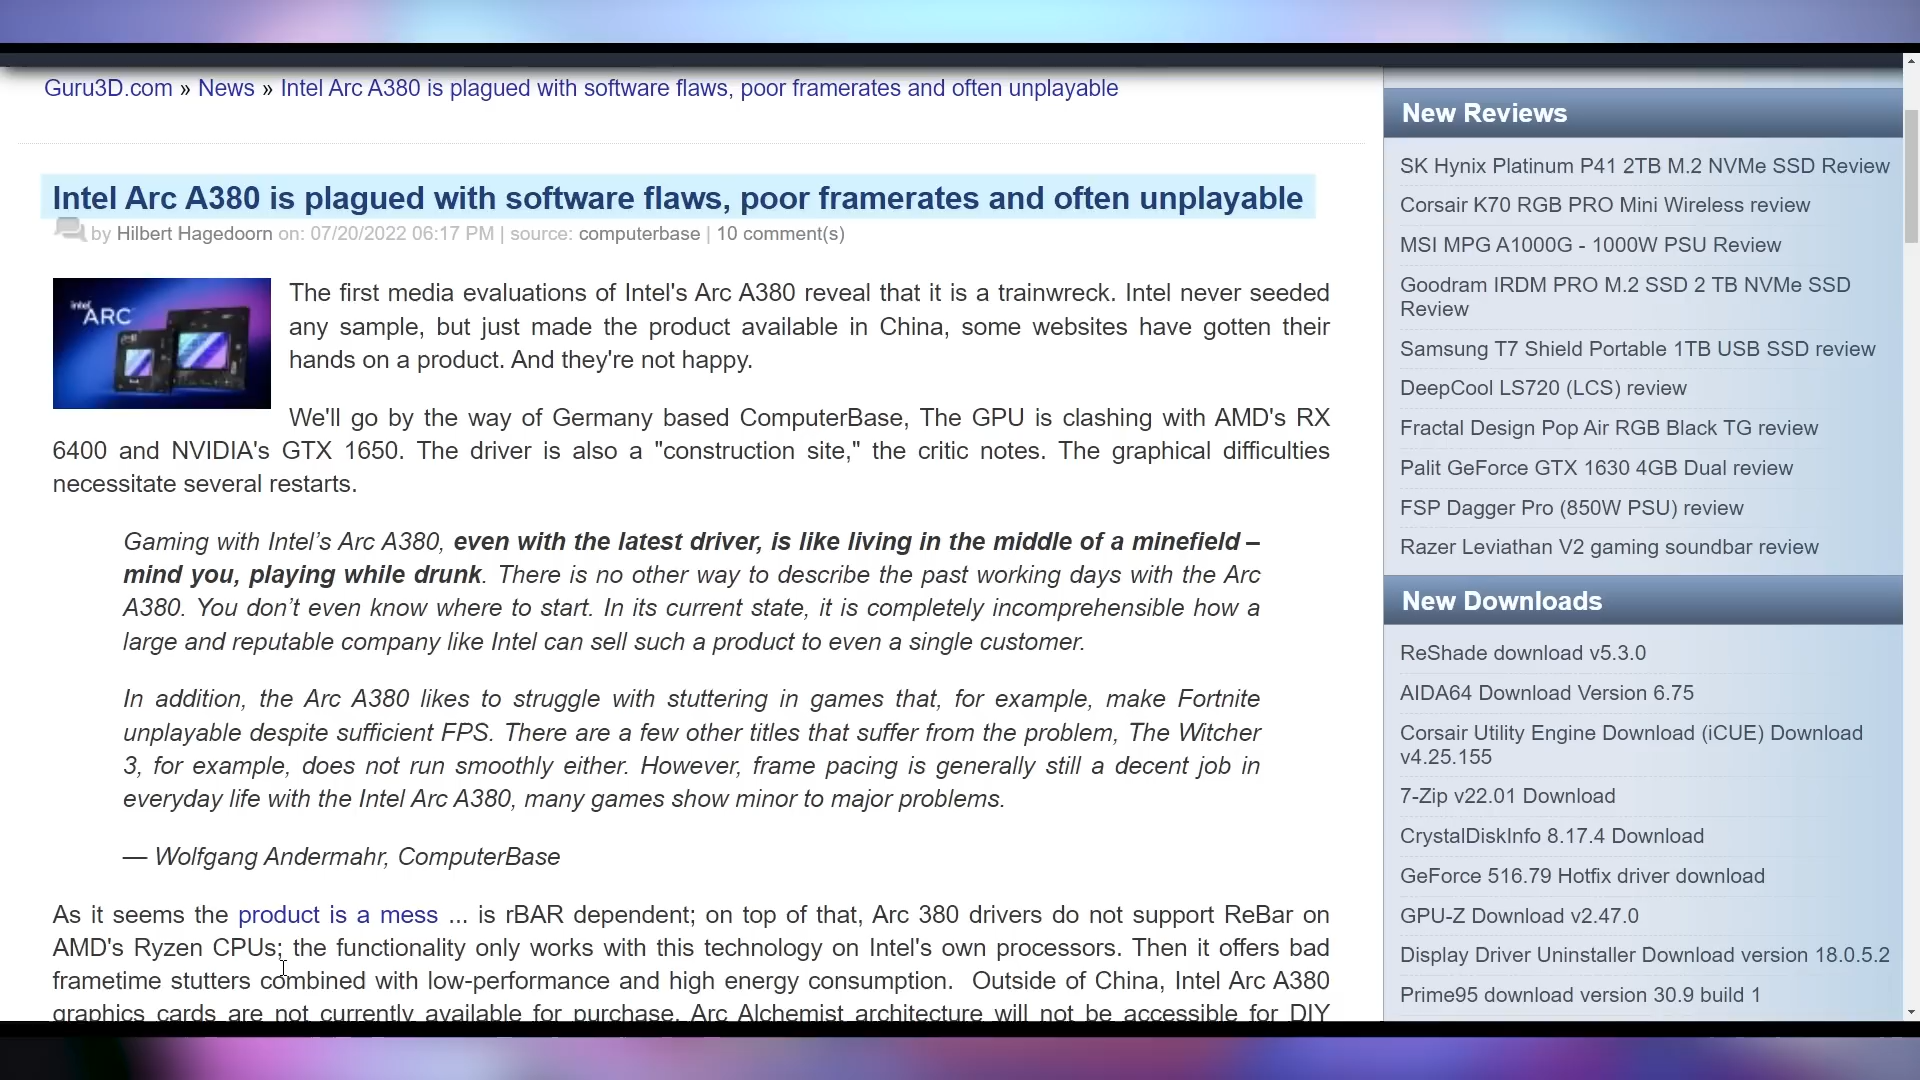 Guru3D.com » News » Intel Arc A380 is plagued with software flaws, poor framerates and often unplayable
Intel Arc A380 is plagued with software flaws, poor framerates and often unplayable
by Hilbert Hagedoorn on: 07/20/2022 06:17 PM | source: computerbase | 10 comment(s)
intel
ARC
The first media evaluations of Intel's Arc A380 reveal that it is a trainwreck. Intel never seeded
any sample, but just made the product available in China, some websites have gotten their
hands on a product. And they're not happy.
We'll go by the way of Germany based ComputerBase, The GPU is clashing with AMD's RX
6400 and NVIDIA's GTX 1650. The driver is also a "construction site," the critic notes. The graphical difficulties
necessitate several restarts.
Gaming with Intel’s Arc A380, even with the latest driver, is like living in the middle of a minefield –
mind you, playing while drunk. There is no other way to describe the past working days with the Arc
A380. You don’t even know where to start. In its current state, it is completely incomprehensible how a
large and reputable company like Intel can sell such a product to even a single customer.
In addition, the Arc A380 likes to struggle with stuttering in games that, for example, make Fortnite
unplayable despite sufficient FPS. There are a few other titles that suffer from the problem, The Witcher
3, for example, does not run smoothly either. However, frame pacing is generally still a decent job in
everyday life with the Intel Arc A380, many games show minor to major problems.
— Wolfgang Andermahr, ComputerBase
As it seems the product is a mess ... is rBAR dependent; on top of that, Arc 380 drivers do not support ReBar on
AMD's Ryzen CPUs; the functionality only works with this technology on Intel's own processors. Then it offers bad
frametime stutters combined with low-performance and high energy consumption. Outside of China, Intel Arc A380
graphics cards are not currently available for purchase. Arc Alchemist architecture will not be accessible for DIY
New Reviews
SK Hynix Platinum P41 2TB M.2 NVMe SSD Review
Corsair K70 RGB PRO Mini Wireless review
MSI MPG A1000G - 1000W PSU Review
Goodram IRDM PRO M.2 SSD 2 TB NVMe SSD
Review
Samsung T7 Shield Portable 1TB USB SSD review
DeepCool LS720 (LCS) review
Fractal Design Pop Air RGB Black TG review
Palit GeForce GTX 1630 4GB Dual review
FSP Dagger Pro (850W PSU) review
Razer Leviathan V2 gaming soundbar review
New Downloads
ReShade download v5.3.0
AIDA64 Download Version 6.75
Corsair Utility Engine Download (iCUE) Download
v4.25.155
7-Zip v22.01 Download
CrystalDiskInfo 8.17.4 Download
GeForce 516.79 Hotfix driver download
GPU-Z Download v2.47.0
Display Driver Uninstaller Download version 18.0.5.2
Prime95 download version 30.9 build 1